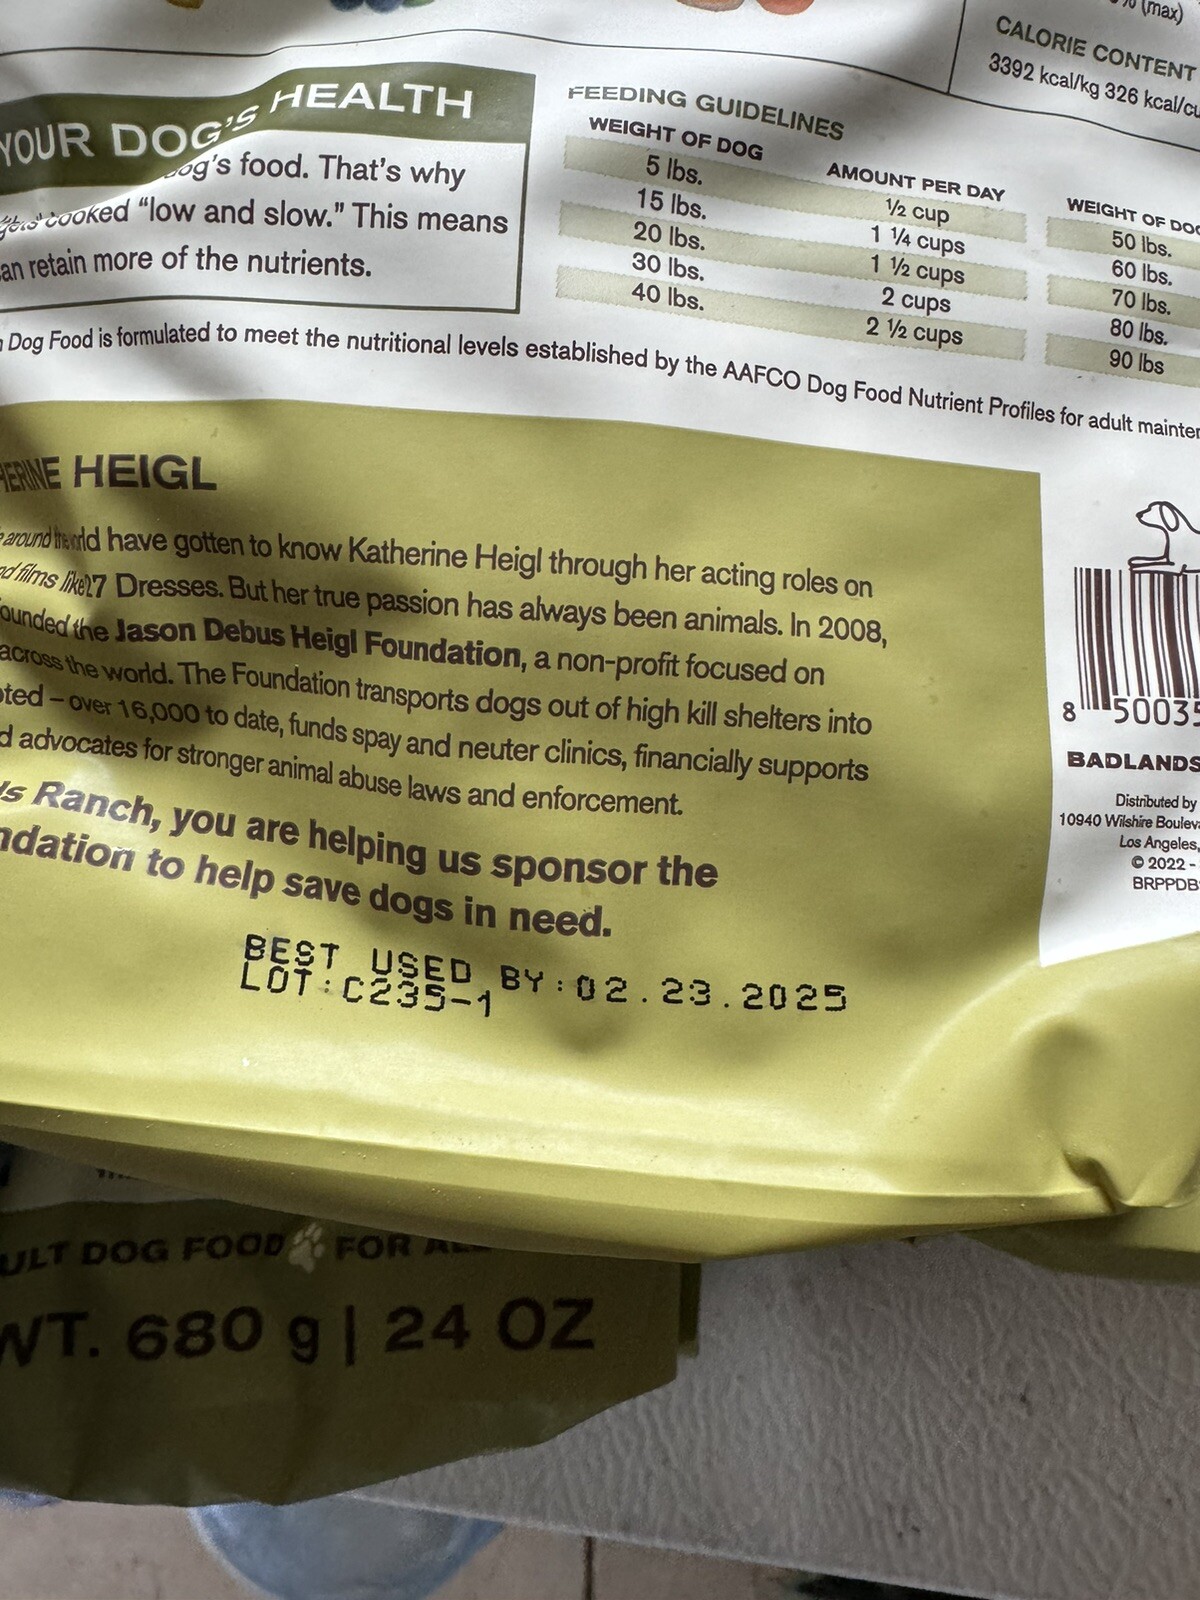 % (max)
CALORIE CONTENT
3392 kcal/kg 326 kcal/cu
YOUR DOG'S HEALTH
og's food. That's why
cooked "low and slow." This means
an retain more of the nutrients.
FEEDING GUIDELINES
WEIGHT OF DOG AMOUNT PER DAY
5 lbs. ½ cup
15 lbs. 1 ¼ cups
20 lbs. 1 ½ cups
30 lbs. 2 cups
40 lbs. 2 ½ cups
WEIGHT OF DOG
50 lbs.
60 lbs.
70 lbs.
80 lbs.
90 lbs
Dog Food is formulated to meet the nutritional levels established by the AAFCO Dog Food Nutrient Profiles for adult mainten
HERINE HEIGL
around the world have gotten to know Katherine Heigl through her acting roles on
nd films like 27 Dresses. But her true passion has always been animals. In 2008,
ounded the Jason Debus Heigl Foundation, a non-profit focused on
across the world. The Foundation transports dogs out of high kill shelters into
pted – over 16,000 to date, funds spay and neuter clinics, financially supports
d advocates for stronger animal abuse laws and enforcement.
ds Ranch, you are helping us sponsor the
ndation to help save dogs in need.
BEST USED BY:02.23.2025
LOT:C235-1
8 50035
BADLANDS
Distributed by
10940 Wilshire Bouleva
Los Angeles,
© 2022 -
BRPPDB
ULT DOG FOOD FOR AL
WT. 680 g | 24 OZ